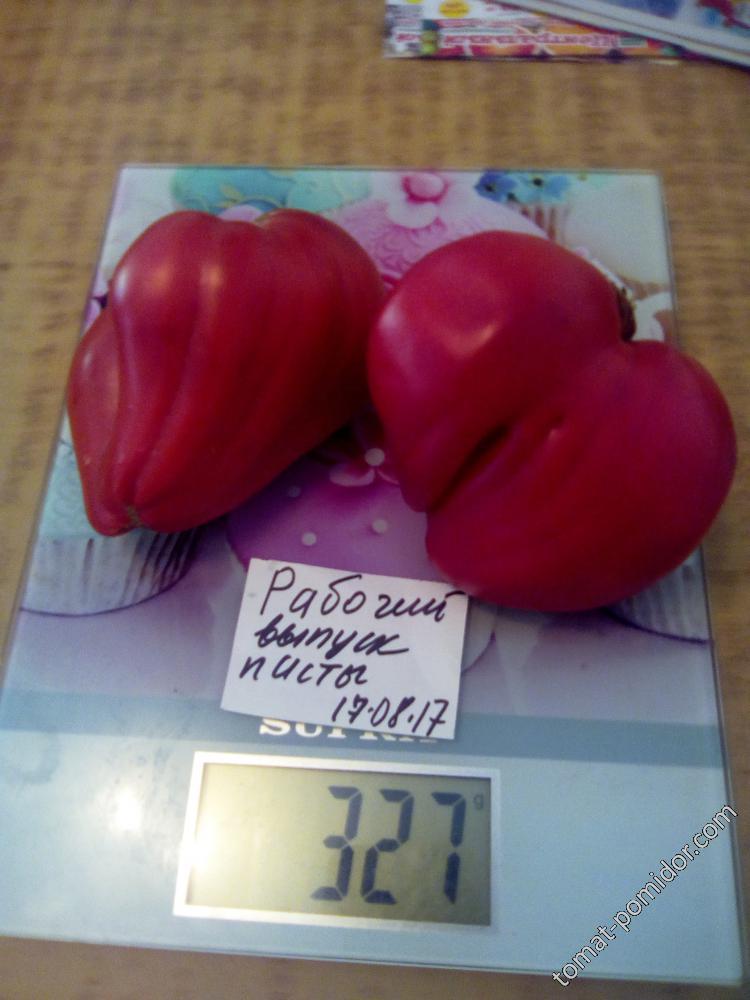 Рабочий
выпуск
писты
17.08.17
327 g
tomat-pomidor.com